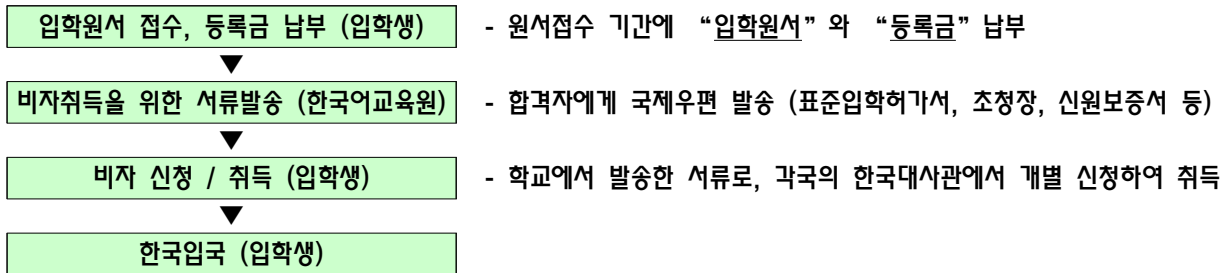 입학원서 접수, 등록금 납부 (입학생) - 원서접수 기간에 “입학원서” 와 “등록금” 납부
▼
비자취득을 위한 서류발송 (한국어교육원) - 합격자에게 국제우편 발송 (표준입학허가서, 초청장, 신원보증서 등)
▼
비자 신청 / 취득 (입학생) - 학교에서 발송한 서류로, 각국의 한국대사관에서 개별 신청하여 취득
▼
한국입국 (입학생)